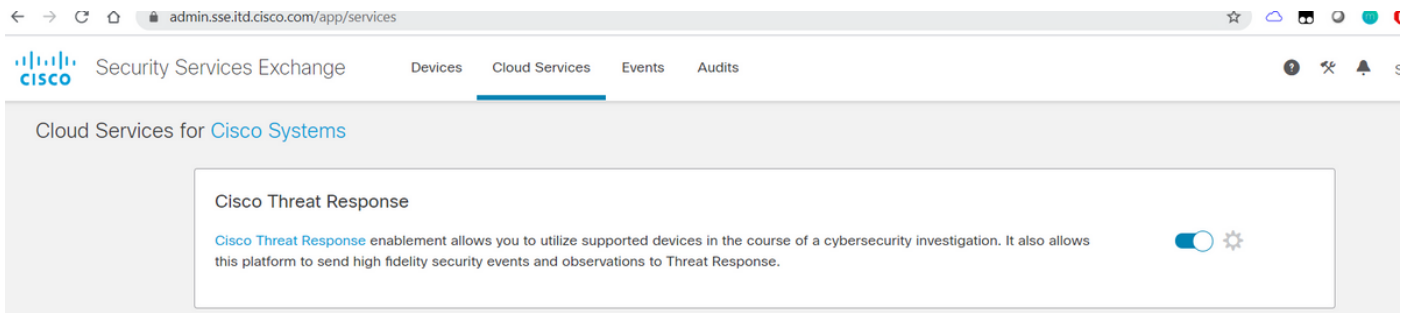 admin.sse.itd.cisco.com/app/services
CISCO Security Services Exchange Devices Cloud Services Events Audits
Cloud Services for Cisco Systems
Cisco Threat Response
Cisco Threat Response enablement allows you to utilize supported devices in the course of a cybersecurity investigation. It also allows
this platform to send high fidelity security events and observations to Threat Response.